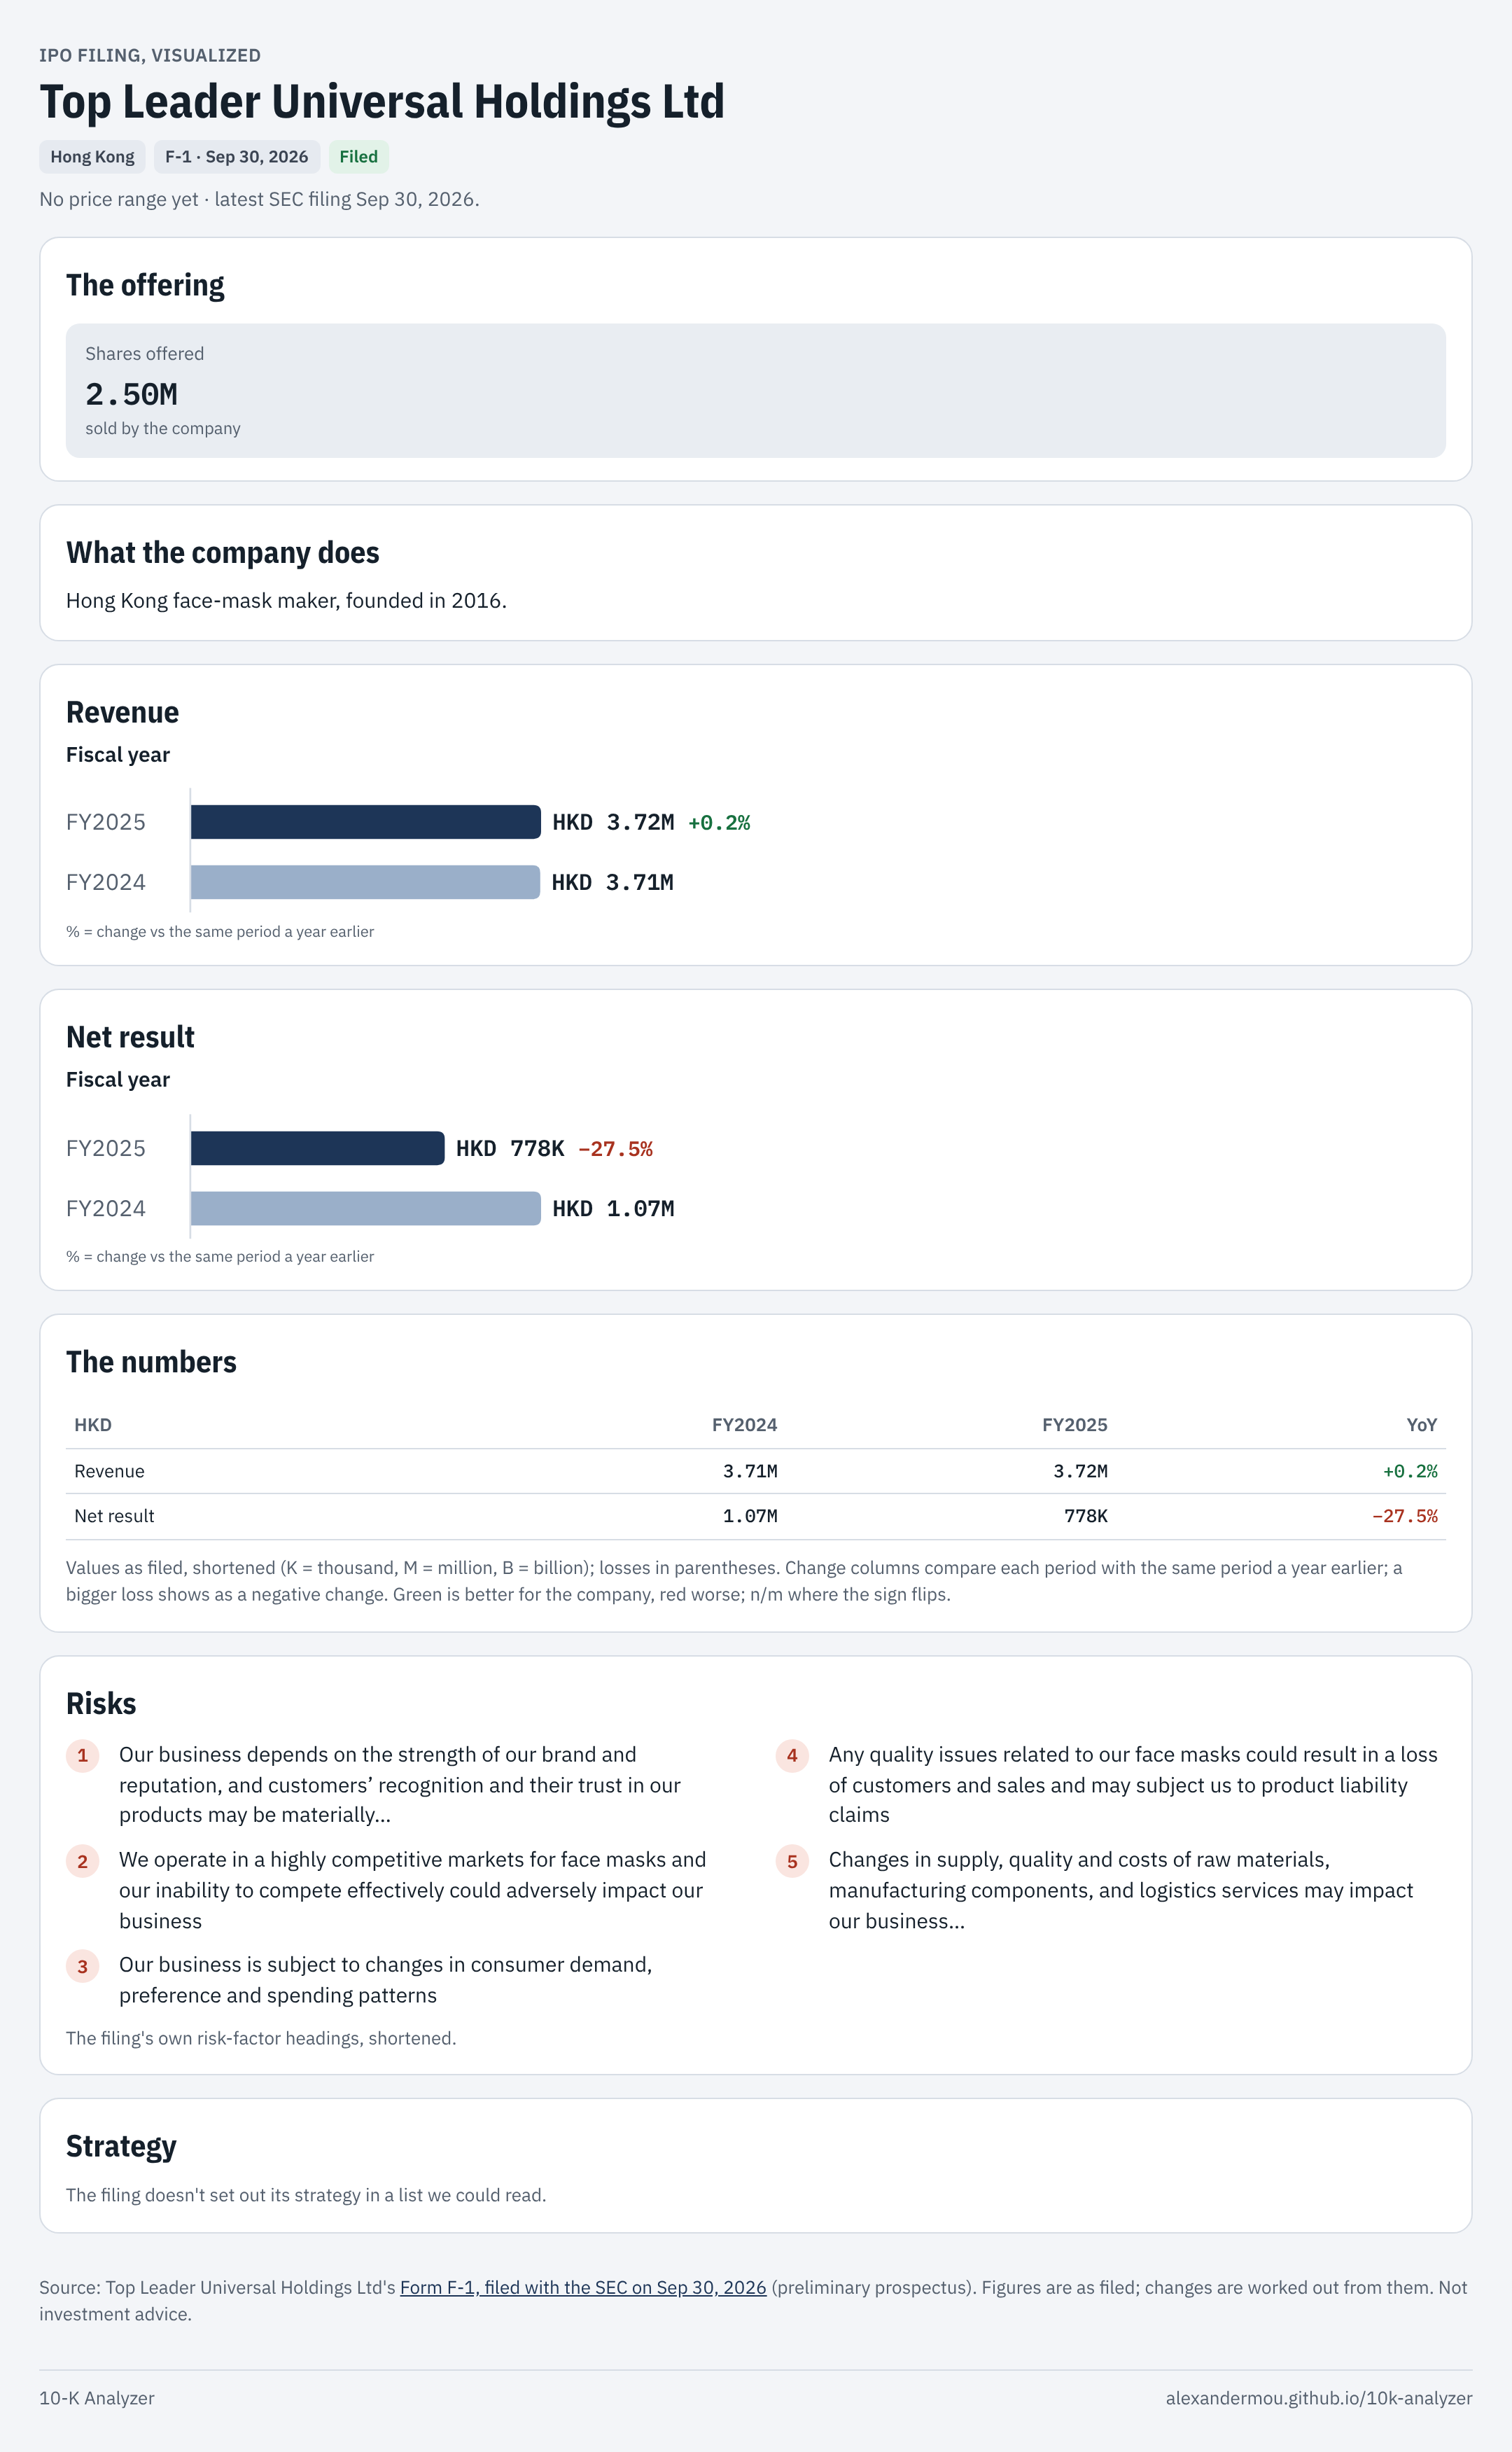 IPO FILING, VISUALIZED
Top Leader Universal Holdings Ltd
Hong Kong
F-1 · Sep 30, 2026
Filed
No price range yet · latest SEC filing Sep 30, 2026.
The offering
Shares offered
2.50M
sold by the company
What the company does
Hong Kong face-mask maker, founded in 2016.
Revenue
Fiscal year
FY2025 HKD 3.72M +0.2%
FY2024 HKD 3.71M
% = change vs the same period a year earlier
Net result
Fiscal year
FY2025 HKD 778K −27.5%
FY2024 HKD 1.07M
% = change vs the same period a year earlier
The numbers
HKD FY2024 FY2025 YoY
Revenue 3.71M 3.72M +0.2%
Net result 1.07M 778K −27.5%
Values as filed, shortened (K = thousand, M = million, B = billion); losses in parentheses. Change columns compare each period with the same period a year earlier; a
bigger loss shows as a negative change. Green is better for the company, red worse; n/m where the sign flips.
Risks
1 Our business depends on the strength of our brand and
reputation, and customers’ recognition and their trust in our
products may be materially…
2 We operate in a highly competitive markets for face masks and
our inability to compete effectively could adversely impact our
business
3 Our business is subject to changes in consumer demand,
preference and spending patterns
4 Any quality issues related to our face masks could result in a loss
of customers and sales and may subject us to product liability
claims
5 Changes in supply, quality and costs of raw materials,
manufacturing components, and logistics services may impact
our business…
The filing's own risk-factor headings, shortened.
Strategy
The filing doesn't set out its strategy in a list we could read.
Source: Top Leader Universal Holdings Ltd's Form F-1, filed with the SEC on Sep 30, 2026 (preliminary prospectus). Figures are as filed; changes are worked out from them. Not
investment advice.
10-K Analyzer
alexandermou.github.io/10k-analyzer